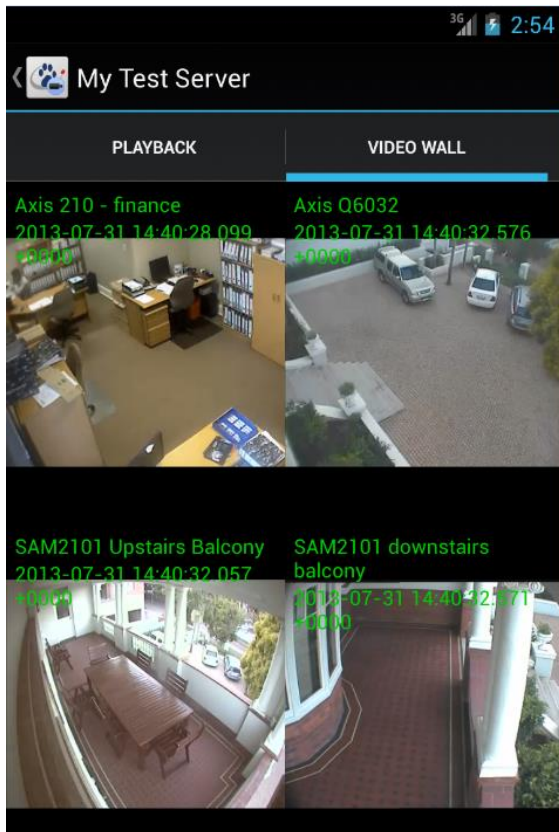 3G 2:54
My Test Server
PLAYBACK
VIDEO WALL
Axis 210 - finance
2013-07-31 14:40:28.099
+0000
Axis Q6032
2013-07-31 14:40:32.576
+0000
SAM2101 Upstairs Balcony
2013-07-31 14:40:32.057
+0000
SAM2101 downstairs
balcony
2013-07-31 14:40:32.571
+0000